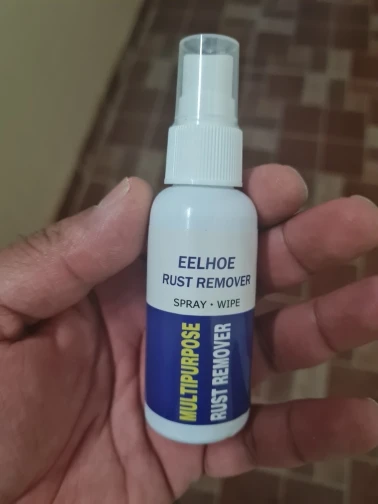 EELHOE
RUST REMOVER
SPRAY • WIPE
MULTIPURPOSE
RUST REMOVER